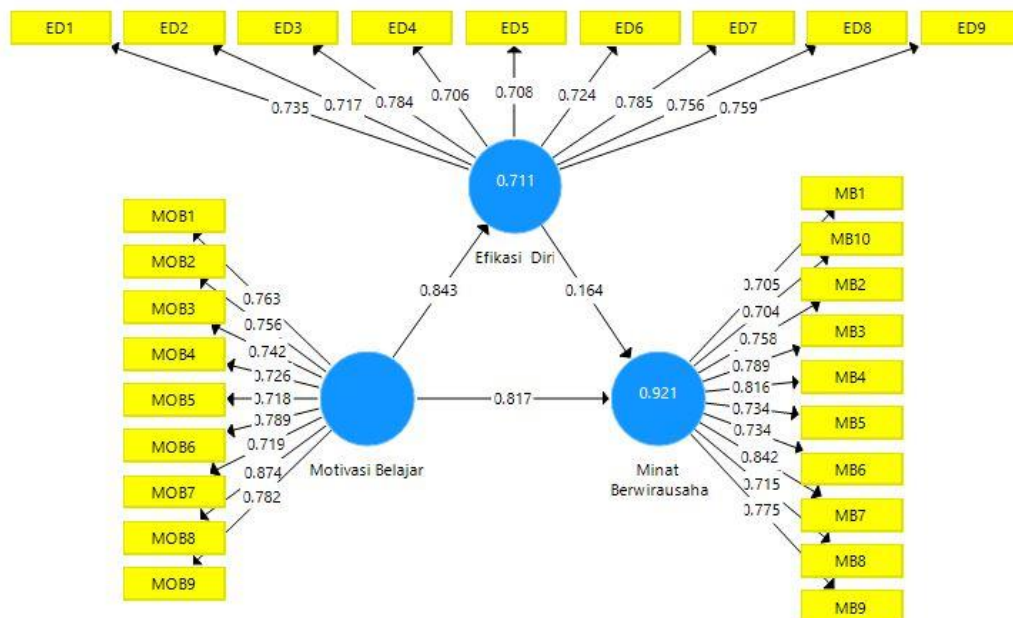 ED1 ED2 ED3 ED4 ED5 ED6 ED7 ED8 ED9
0.735 0.717 0.784 0.706 0.708 0.724 0.785 0.756 0.759
0.711
Efikasi Diri
MOB1
MOB2
MOB3
MOB4
MOB5
MOB6
MOB7
MOB8
MOB9
0.763
0.756
0.742
0.726
0.718
0.789
0.719
0.874
0.782
0.843
0.164
0.817
Motivasi Belajar
0.921
Minat
Berwirausaha
0.705
0.704
0.758
0.789
0.816
0.734
0.734
0.842
0.715
0.775
MB1
MB10
MB2
MB3
MB4
MB5
MB6
MB7
MB8
MB9